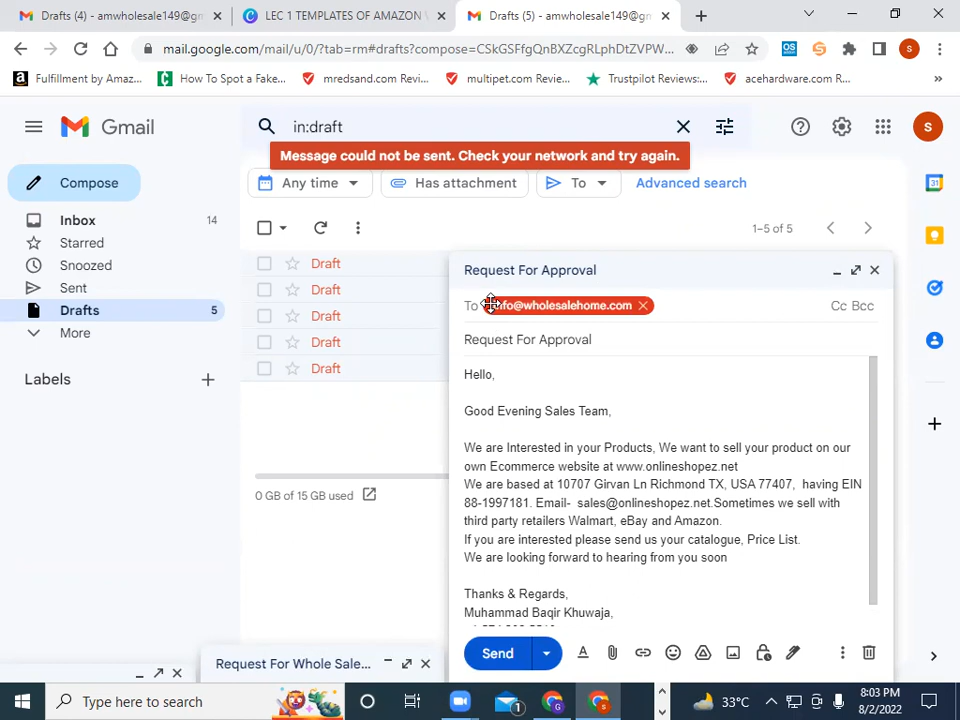 Drafts (4) - amwholesale149@gm
LEC 1 TEMPLATES OF AMAZON
Drafts (5) - amwholesale149@gm
mail.google.com/mail/u/0/?tab=rm#drafts?compose=CSkGSFfgQnBXZcgRLphDtZVPW...
Fulfillment by Amaz...
How To Spot a Fake...
mredsand.com Revi...
multipet.com Review...
Trustpilot Reviews:...
acehardware.com R...
»
Gmail
in:draft
Message could not be sent. Check your network and try again.
Any time
Has attachment
To
Advanced search
Compose
Inbox 14
Starred
Snoozed
Sent
Drafts 5
More
Labels
1–5 of 5
Draft
Draft
Draft
Draft
Draft
0 GB of 15 GB used
Request For Approval
To info@wholesalehome.com Cc Bcc
Request For Approval
Hello,
Good Evening Sales Team,
We are Interested in your Products, We want to sell your product on our
own Ecommerce website at www.onlineshopez.net
We are based at 10707 Girvan Ln Richmond TX, USA 77407, having EIN
88-1997181. Email- sales@onlineshopez.net.Sometimes we sell with
third party retailers Walmart, eBay and Amazon.
If you are interested please send us your catalogue, Price List.
We are looking forward to hearing from you soon
Thanks & Regards,
Muhammad Baqir Khuwaja,
Send
Request For Whole Sale...
Type here to search
33°C
8:03 PM
8/2/2022